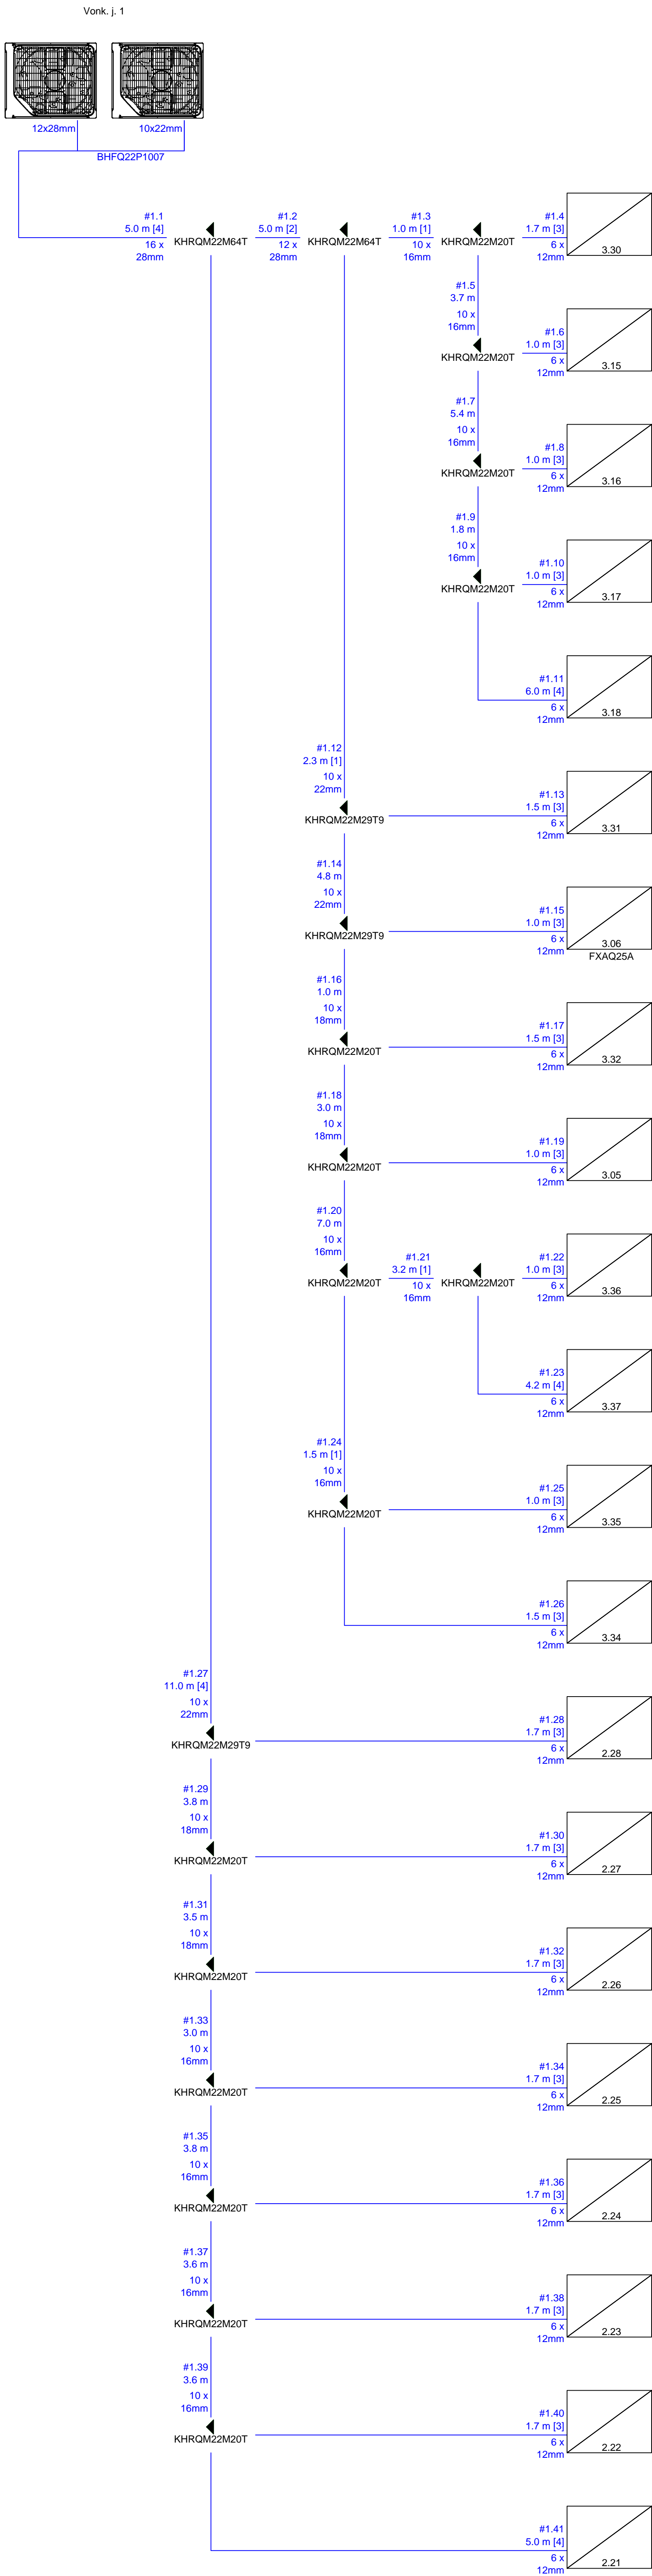 Vonk. j. 1
12x28mm
10x22mm
BHFQ22P1007
#1.1
5.0 m [4]
16 x
28mm
KHRQM22M64T
#1.2
5.0 m [2]
12 x
28mm
KHRQM22M64T
#1.3
1.0 m [1]
10 x
16mm
KHRQM22M20T
#1.4
1.7 m [3]
6 x
12mm
3.30
#1.5
3.7 m
10 x
16mm
KHRQM22M20T
#1.6
1.0 m [3]
6 x
12mm
3.15
#1.7
5.4 m
10 x
16mm
KHRQM22M20T
#1.8
1.0 m [3]
6 x
12mm
3.16
#1.9
1.8 m
10 x
16mm
KHRQM22M20T
#1.10
1.0 m [3]
6 x
12mm
3.17
#1.11
6.0 m [4]
6 x
12mm
3.18
#1.12
2.3 m [1]
10 x
22mm
KHRQM22M29T9
#1.13
1.5 m [3]
6 x
12mm
3.31
#1.14
4.8 m
10 x
22mm
KHRQM22M29T9
#1.15
1.0 m [3]
6 x
12mm
3.06
FXAQ25A
#1.16
1.0 m
10 x
18mm
KHRQM22M20T
#1.17
1.5 m [3]
6 x
12mm
3.32
#1.18
3.0 m
10 x
18mm
KHRQM22M20T
#1.19
1.0 m [3]
6 x
12mm
3.05
#1.20
7.0 m
10 x
16mm
KHRQM22M20T
#1.21
3.2 m [1]
10 x
16mm
KHRQM22M20T
#1.22
1.0 m [3]
6 x
12mm
3.36
#1.23
4.2 m [4]
6 x
12mm
3.37
#1.24
1.5 m [1]
10 x
16mm
KHRQM22M20T
#1.25
1.0 m [3]
6 x
12mm
3.35
#1.26
1.5 m [3]
6 x
12mm
3.34
#1.27
11.0 m [4]
10 x
22mm
KHRQM22M29T9
#1.28
1.7 m [3]
6 x
12mm
2.28
#1.29
3.8 m
10 x
18mm
KHRQM22M20T
#1.30
1.7 m [3]
6 x
12mm
2.27
#1.31
3.5 m
10 x
18mm
KHRQM22M20T
#1.32
1.7 m [3]
6 x
12mm
2.26
#1.33
3.0 m
10 x
16mm
KHRQM22M20T
#1.34
1.7 m [3]
6 x
12mm
2.25
#1.35
3.8 m
10 x
16mm
KHRQM22M20T
#1.36
1.7 m [3]
6 x
12mm
2.24
#1.37
3.6 m
10 x
16mm
KHRQM22M20T
#1.38
1.7 m [3]
6 x
12mm
2.23
#1.39
3.6 m
10 x
16mm
KHRQM22M20T
#1.40
1.7 m [3]
6 x
12mm
2.22
#1.41
5.0 m [4]
6 x
12mm
2.21